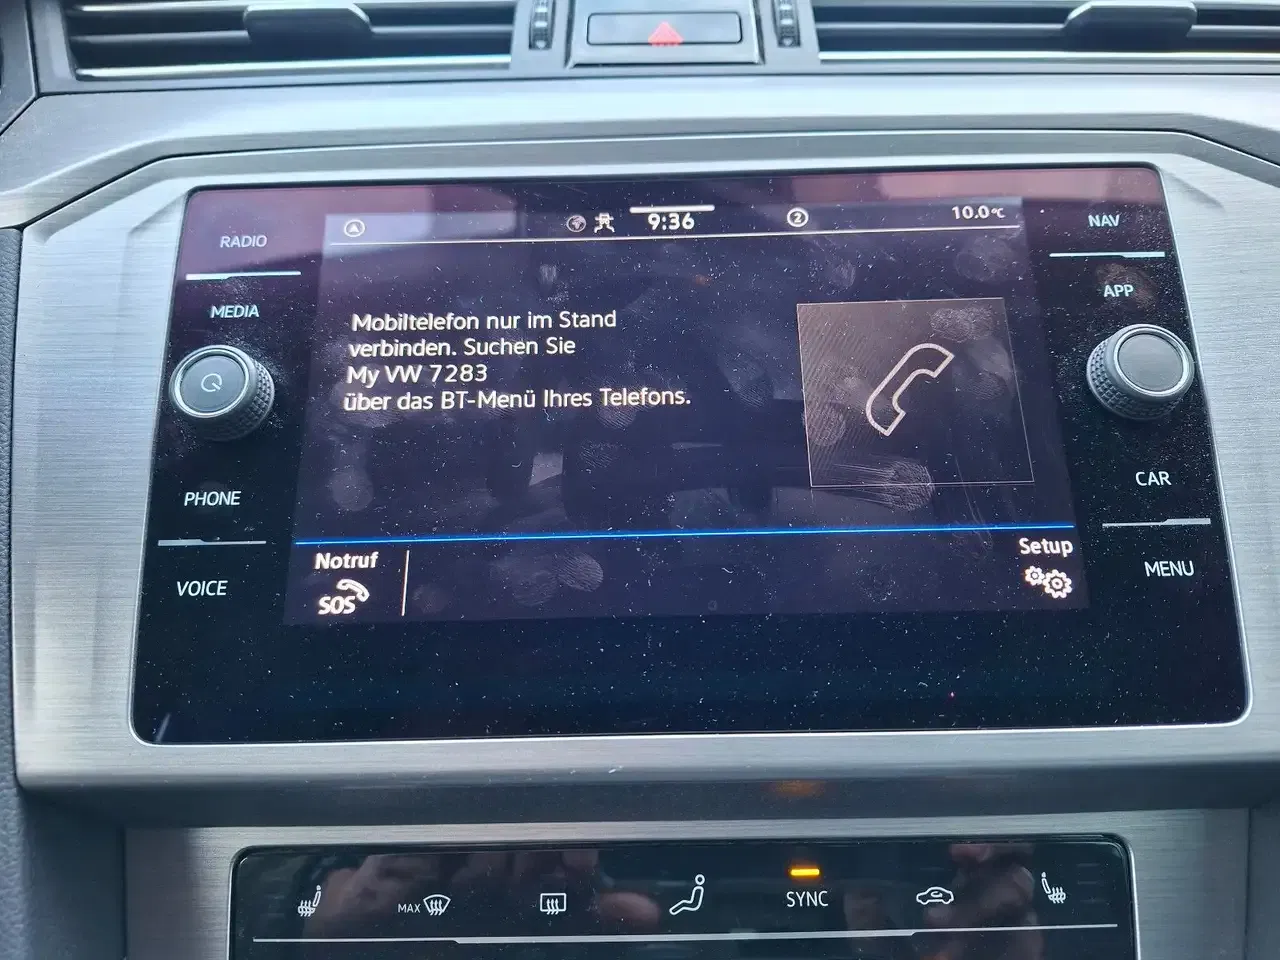 RADIO
MEDIA
PHONE
VOICE
9:36
2
10.0°C
Mobiltelefon nur im Stand
verbinden. Suchen Sie
My VW 7283
über das BT-Menü Ihres Telefons.
Notruf
SOS
Setup
NAV
APP
CAR
MENU
MAX
SYNC